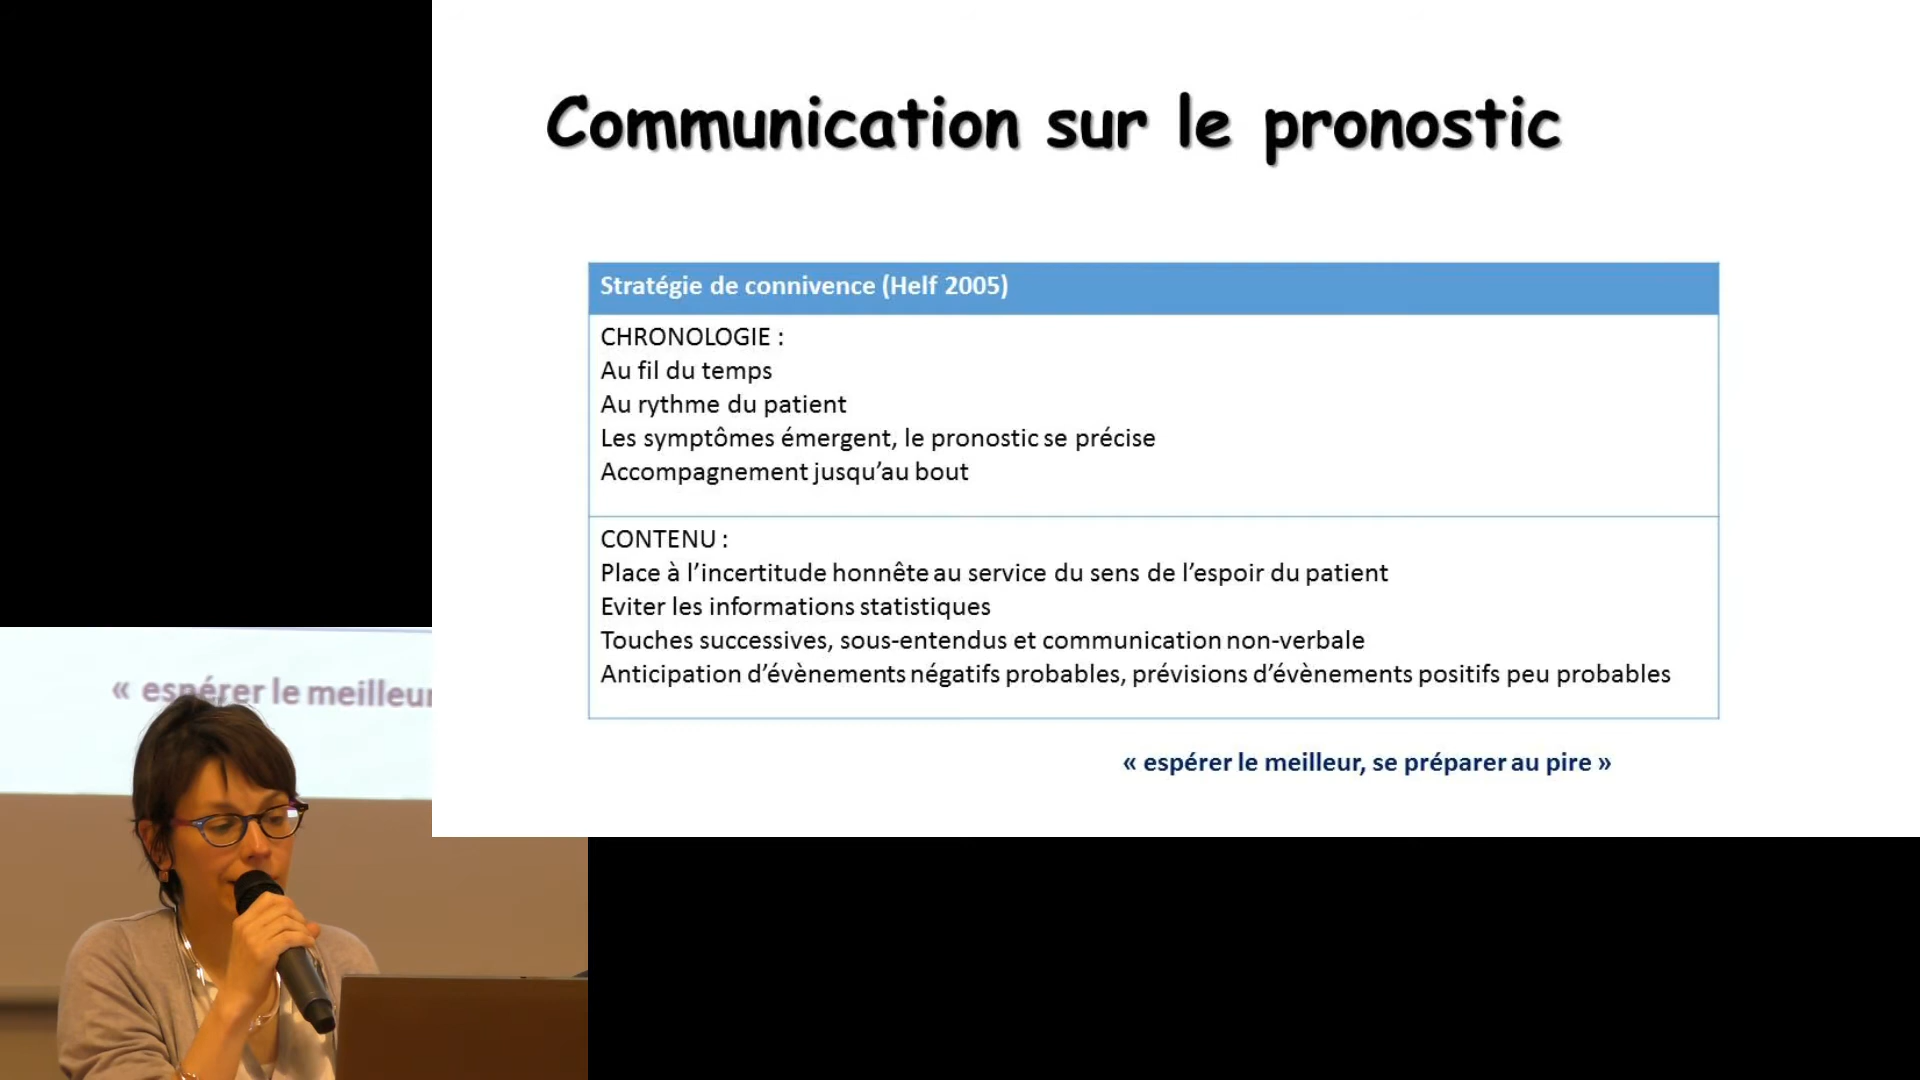 Communication sur le pronostic
Stratégie de connivence (Helf 2005)
CHRONOLOGIE :
Au fil du temps
Au rythme du patient
Les symptômes émergent, le pronostic se précise
Accompagnement jusqu’au bout
CONTENU :
Place à l’incertitude honnête au service du sens de l’espoir du patient
Eviter les informations statistiques
Touches successives, sous-entendus et communication non-verbale
Anticipation d’évènements négatifs probables, prévisions d’évènements positifs peu probables
« espérer le meilleur, se préparer au pire »
« espérer le meilleur